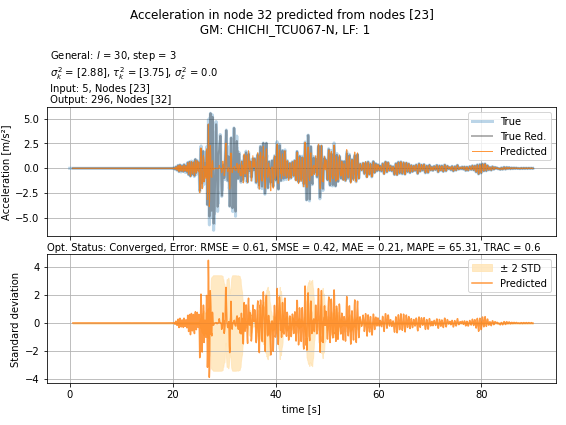 Acceleration in node 32 predicted from nodes [23]
GM: CHICHI_TCU067-N, LF: 1
General: l = 30, step = 3
σ²ₖ = [2.88], τ²ₖ = [3.75], σ²ε = 0.0
Input: 5, Nodes [23]
Output: 296, Nodes [32]
Acceleration [m/s²]
5.0
2.5
0.0
−2.5
−5.0
True
True Red.
Predicted
Opt. Status: Converged, Error: RMSE = 0.61, SMSE = 0.42, MAE = 0.21, MAPE = 65.31, TRAC = 0.6
Standard deviation
4
2
0
−2
−4
± 2 STD
Predicted
0
20
40
60
80
time [s]